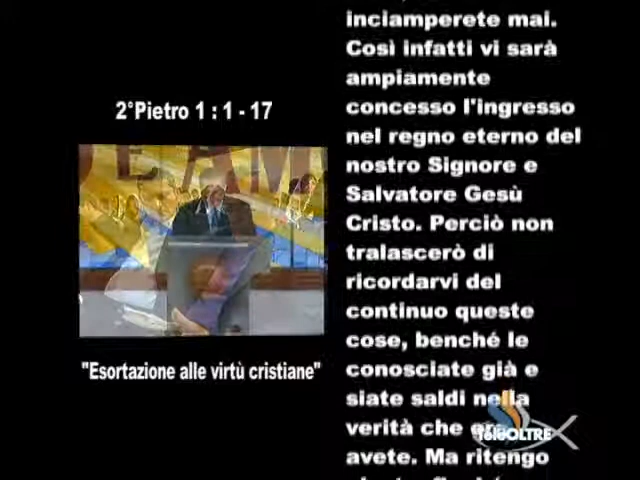 2°Pietro 1 : 1 - 17
"Esortazione alle virtù cristiane"
inciamperete mai.
Così infatti vi sarà
ampiamente
concesso l'ingresso
nel regno eterno del
nostro Signore e
Salvatore Gesù
Cristo. Perciò non
tralascerò di
ricordarvi del
continuo queste
cose, benché le
conosciate già e
siate saldi nella
verità che ora
avete. Ma ritengo
TeleOLTRE